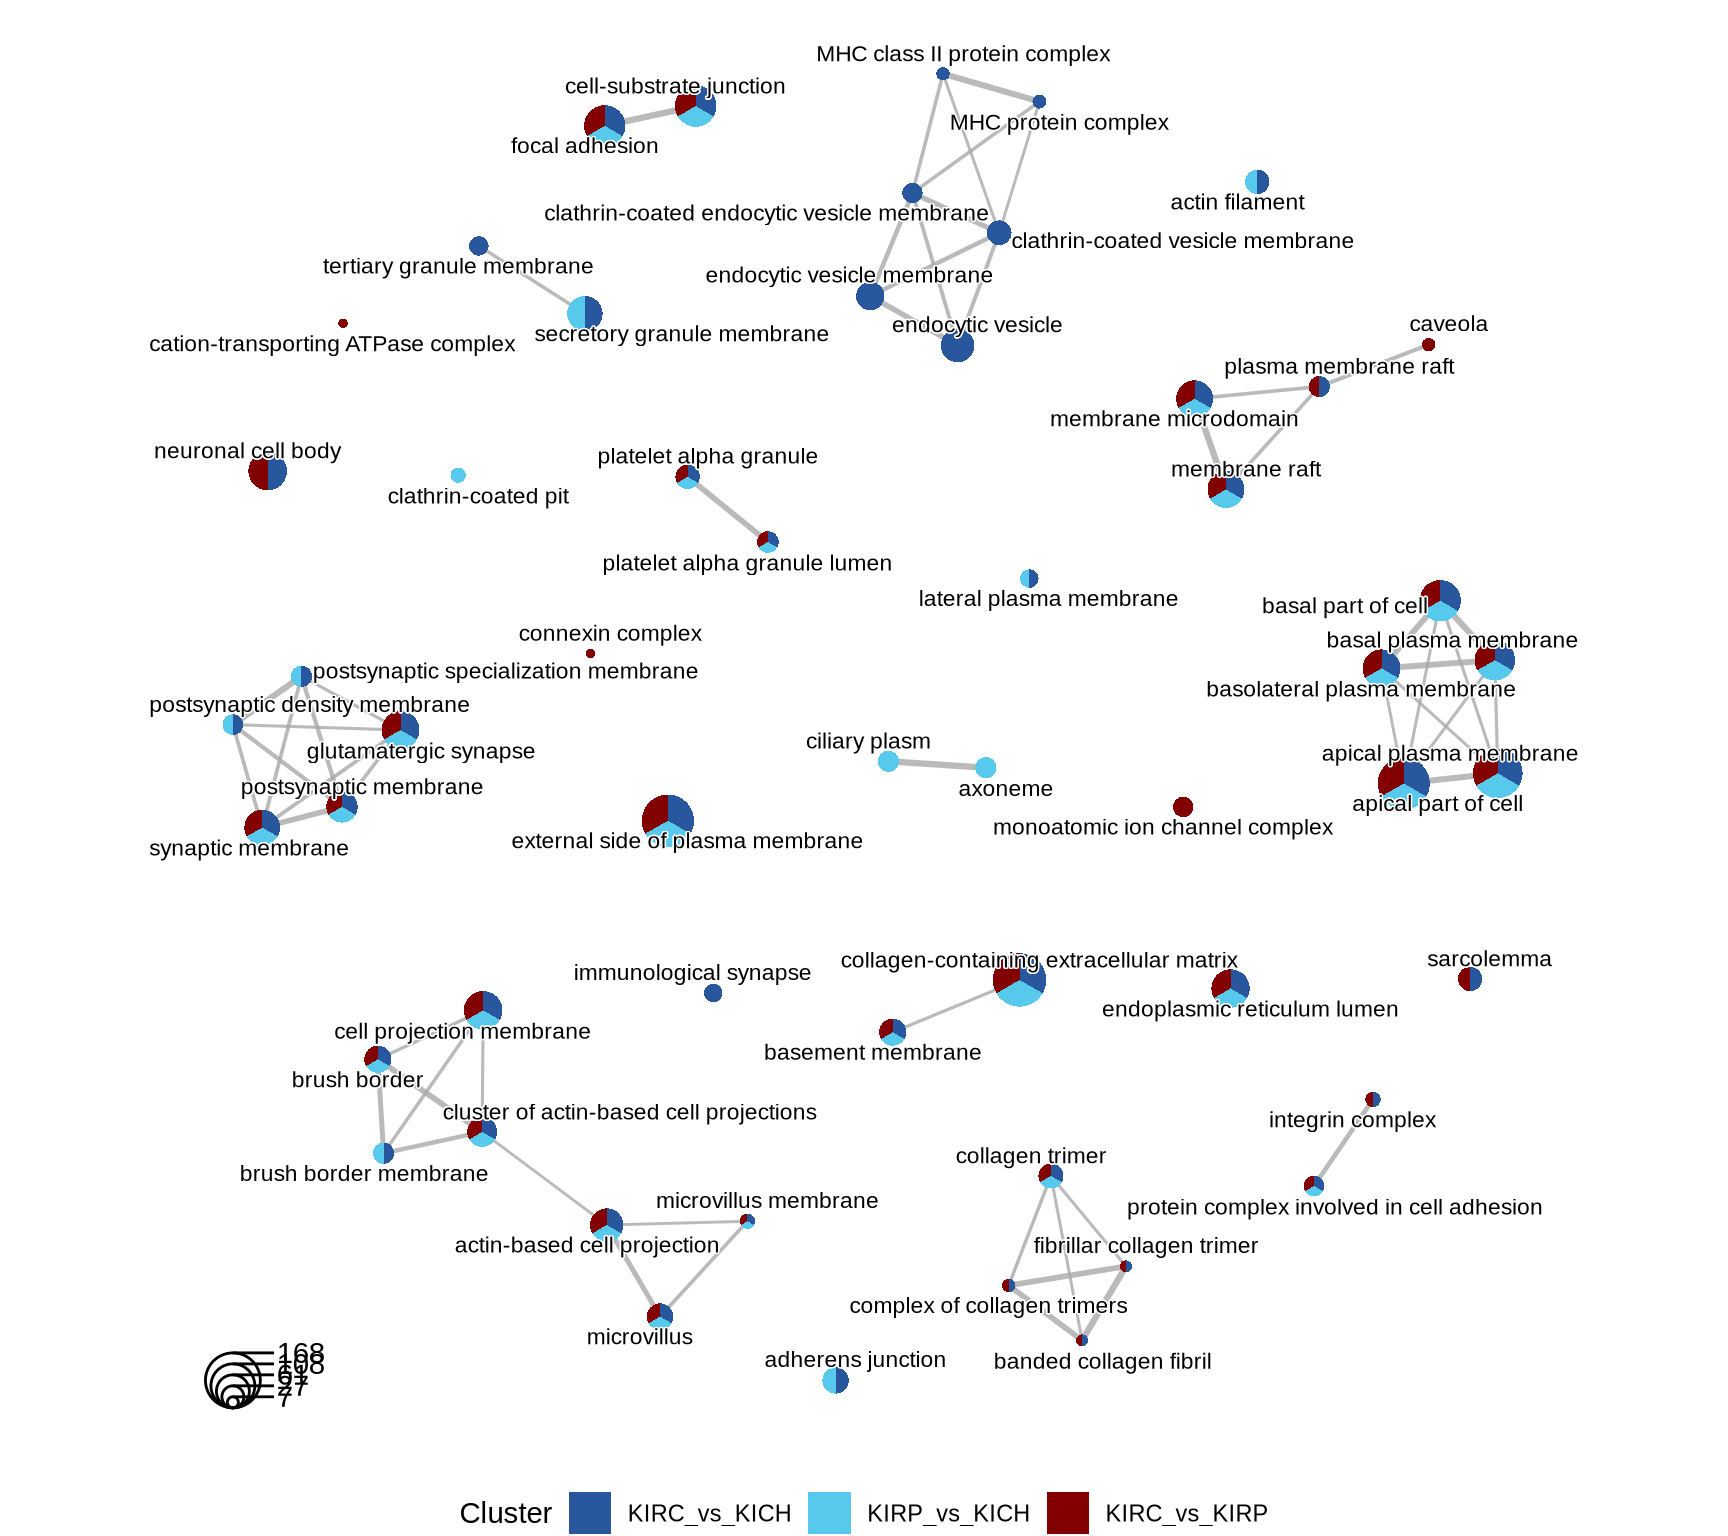 MHC class II protein complex
cell-substrate junction
MHC protein complex
focal adhesion
actin filament
clathrin-coated endocytic vesicle membrane
clathrin-coated vesicle membrane
tertiary granule membrane
endocytic vesicle membrane
endocytic vesicle
caveola
secretory granule membrane
cation-transporting ATPase complex
plasma membrane raft
membrane microdomain
neuronal cell body
platelet alpha granule
membrane raft
clathrin-coated pit
platelet alpha granule lumen
lateral plasma membrane
basal part of cell
connexin complex
basal plasma membrane
postsynaptic specialization membrane
basolateral plasma membrane
postsynaptic density membrane
glutamatergic synapse
ciliary plasm
apical plasma membrane
postsynaptic membrane
axoneme
apical part of cell
monoatomic ion channel complex
external side of plasma membrane
synaptic membrane
collagen-containing extracellular matrix
sarcolemma
immunological synapse
endoplasmic reticulum lumen
cell projection membrane
basement membrane
brush border
cluster of actin-based cell projections
integrin complex
collagen trimer
brush border membrane
microvillus membrane
protein complex involved in cell adhesion
actin-based cell projection
fibrillar collagen trimer
complex of collagen trimers
microvillus
adherens junction
banded collagen fibril
168
108
61
27
7
Cluster KIRC_vs_KICH KIRP_vs_KICH KIRC_vs_KIRP